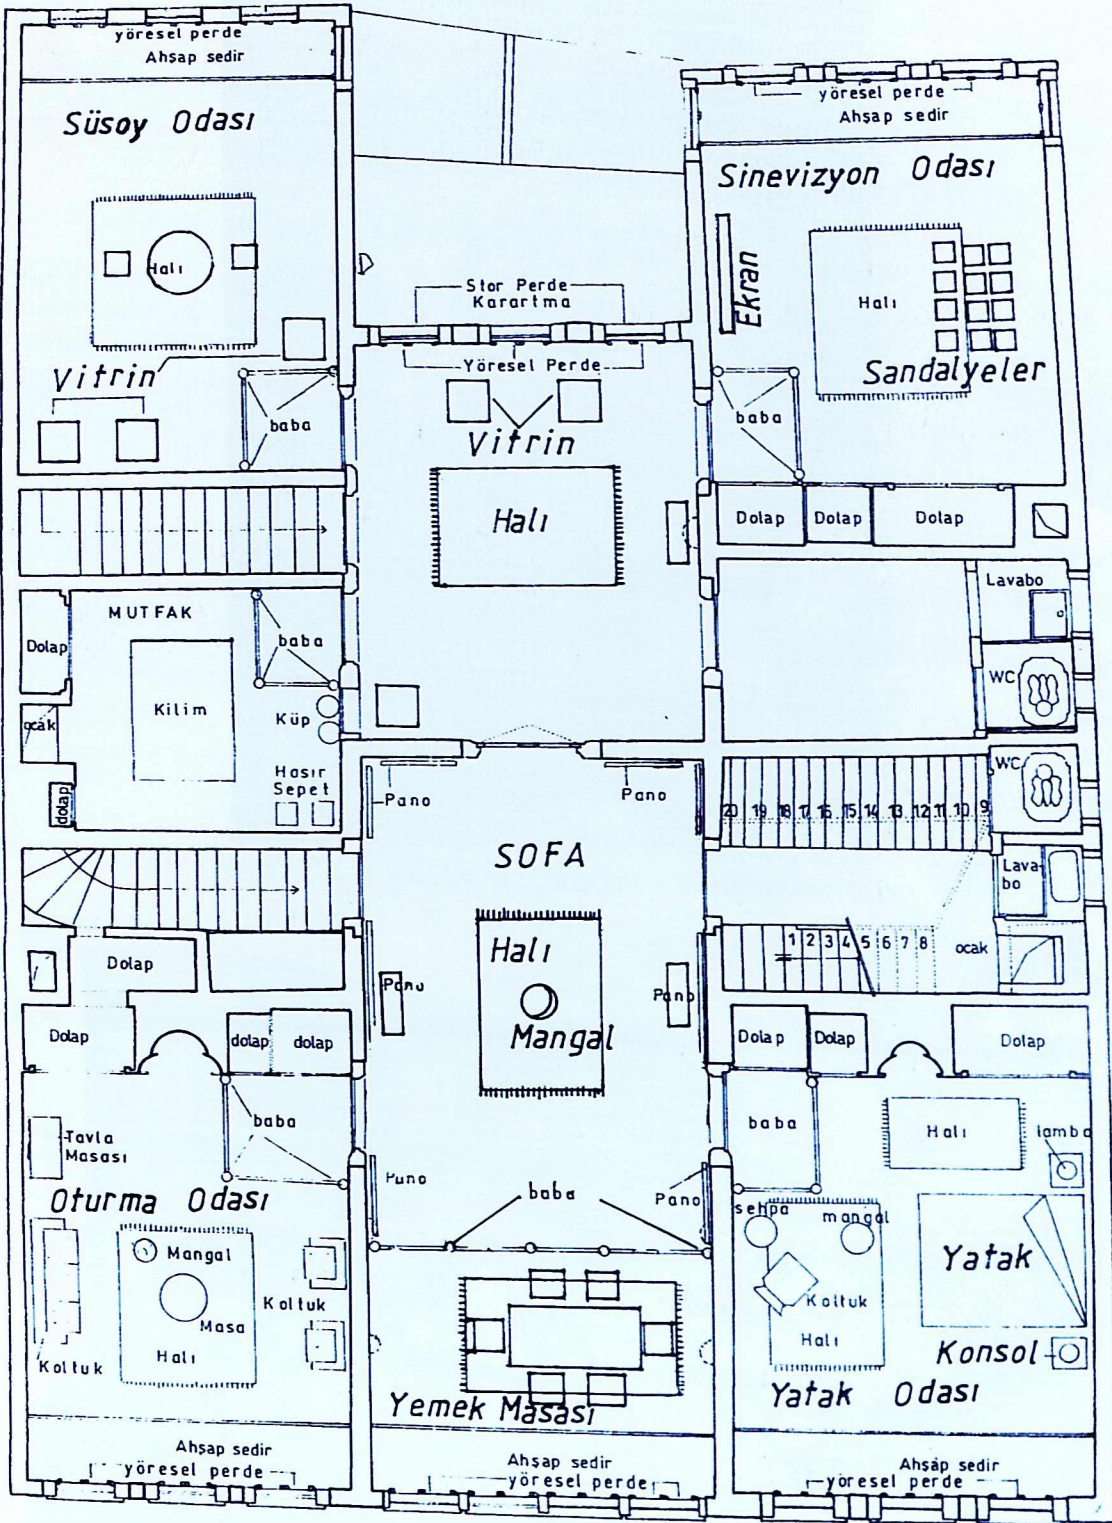 yöresel perde
Ahşap sedir
Süsoy Odası
Halı
Vitrin
baba
yöresel perde
Ahşap sedir
Sinevizyon Odası
Ekran
Halı
Sandalyeler
baba
Dolap
Dolap
Dolap
Stor Perde
Karartma
Yöresel Perde
Vitrin
Halı
MUTFAK
Dolap
baba
Kilim
Küp
ocak
Hasır
Sepet
dolap
Lavabo
WC
WC
Lava-
bo
20 19 18 17 16 15 14 13 12 11 10 9
1 2 3 4 5 6 7 8
ocak
Pano
Pano
SOFA
Halı
Mangal
Pano
Pano
Pano
Pano
baba
Yemek Masası
Ahşap sedir
yöresel perde
Dolap
Dolap
dolap
dolap
baba
Tavla
Masası
Oturma Odası
Mangal
Masa
Koltuk
Koltuk
Halı
Ahşap sedir
yöresel perde
Dolap
Dolap
Dolap
baba
Halı
lamba
sehpa
mangal
Yatak
Koltuk
Halı
Konsol
Yatak Odası
Ahşap sedir
yöresel perde